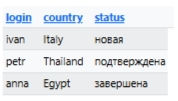 login country status
ivan Italy новая
petr Thailand подтверждена
anna Egypt завершена